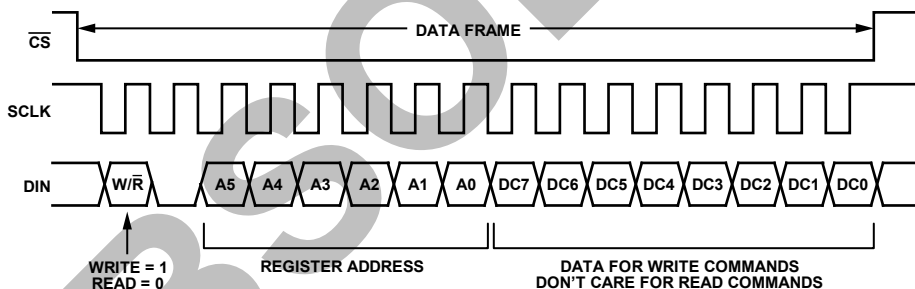 DATA FRAME
CS
SCLK
DIN
W/R A5 A4 A3 A2 A1 A0 DC7 DC6 DC5 DC4 DC3 DC2 DC1 DC0
WRITE = 1
READ = 0
REGISTER ADDRESS
DATA FOR WRITE COMMANDS
DON'T CARE FOR READ COMMANDS